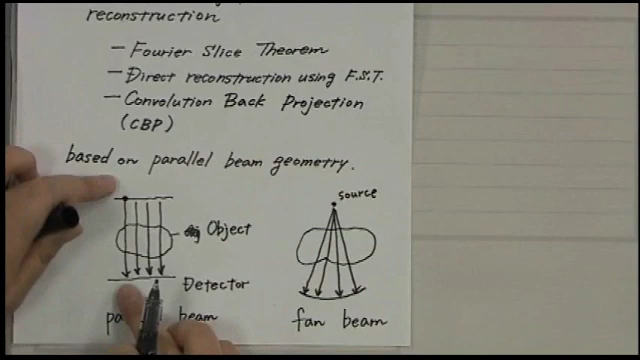 reconstruction
- Fourier Slice Theorem
- Direct reconstruction using F.S.T.
- Convolution Back Projection
(CBP)
based on parallel beam geometry.
source
Object
Detector
beam
fan beam